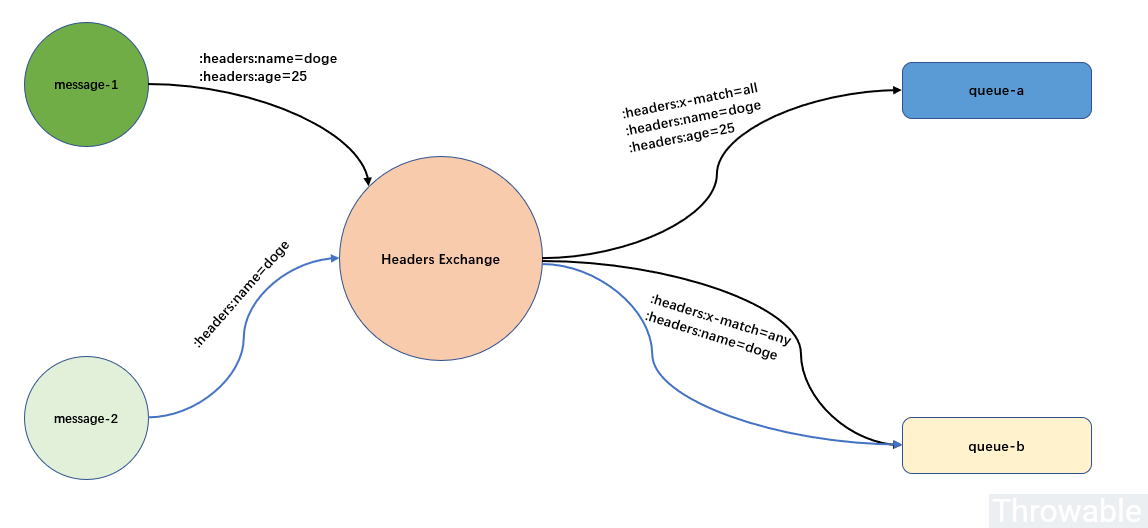 message-1
:headers:name=doge
:headers:age=25
:headers:x-match=all
:headers:name=doge
:headers:age=25
queue-a
Headers Exchange
:headers:name=doge
:headers:x-match=any
:headers:name=doge
message-2
queue-b
Throwable